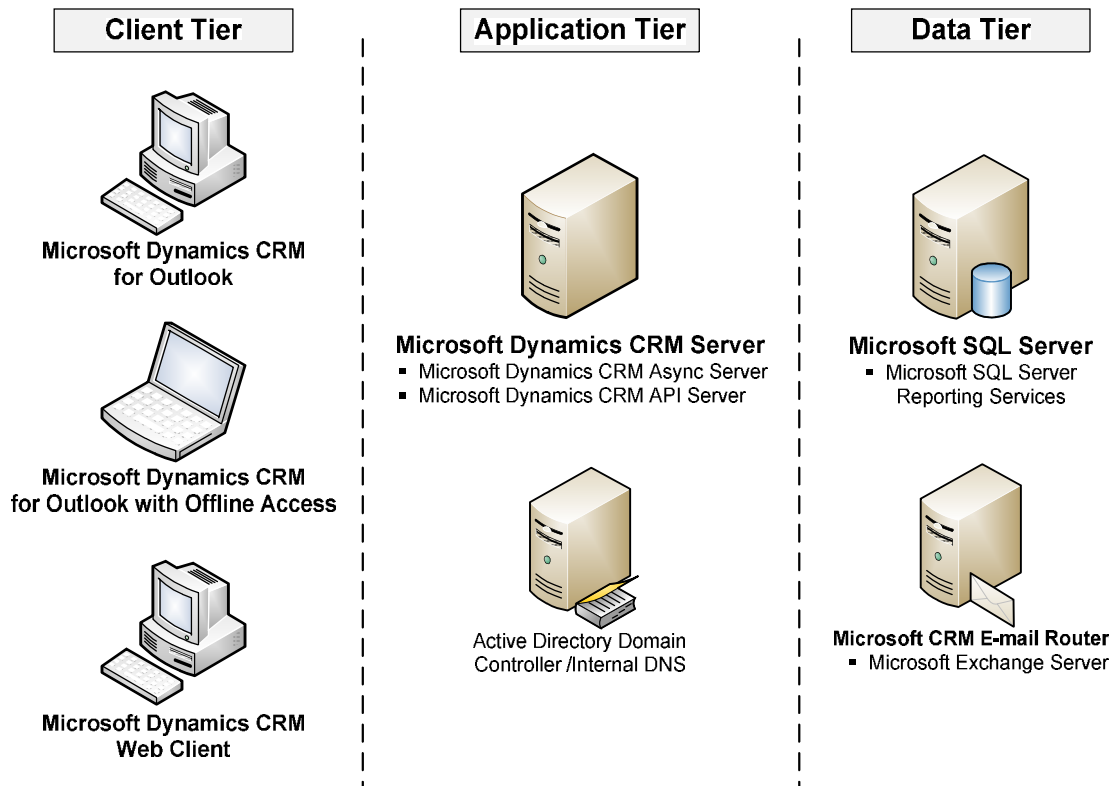 Client Tier
Microsoft Dynamics CRM
for Outlook
Microsoft Dynamics CRM
for Outlook with Offline Access
Microsoft Dynamics CRM
Web Client
Application Tier
Microsoft Dynamics CRM Server
▪ Microsoft Dynamics CRM Async Server
▪ Microsoft Dynamics CRM API Server
Active Directory Domain
Controller /Internal DNS
Data Tier
Microsoft SQL Server
▪ Microsoft SQL Server
Reporting Services
Microsoft CRM E-mail Router
▪ Microsoft Exchange Server